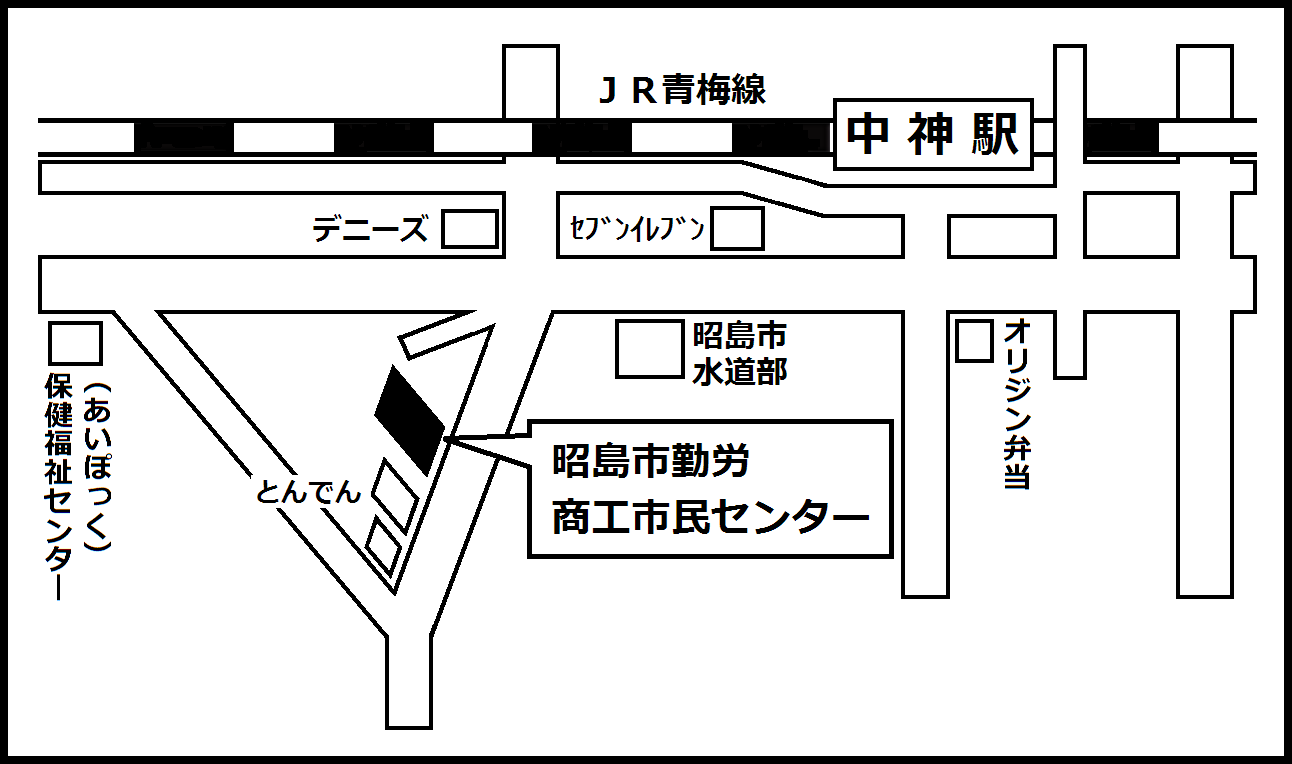 ＪＲ青梅線
中神駅
デニーズ
ｾﾌﾞﾝｲﾚﾌﾞﾝ
昭島市
水道部
オリジン弁当
保健福祉センター
（あいぽっく）
とんでん
昭島市勤労
商工市民センター